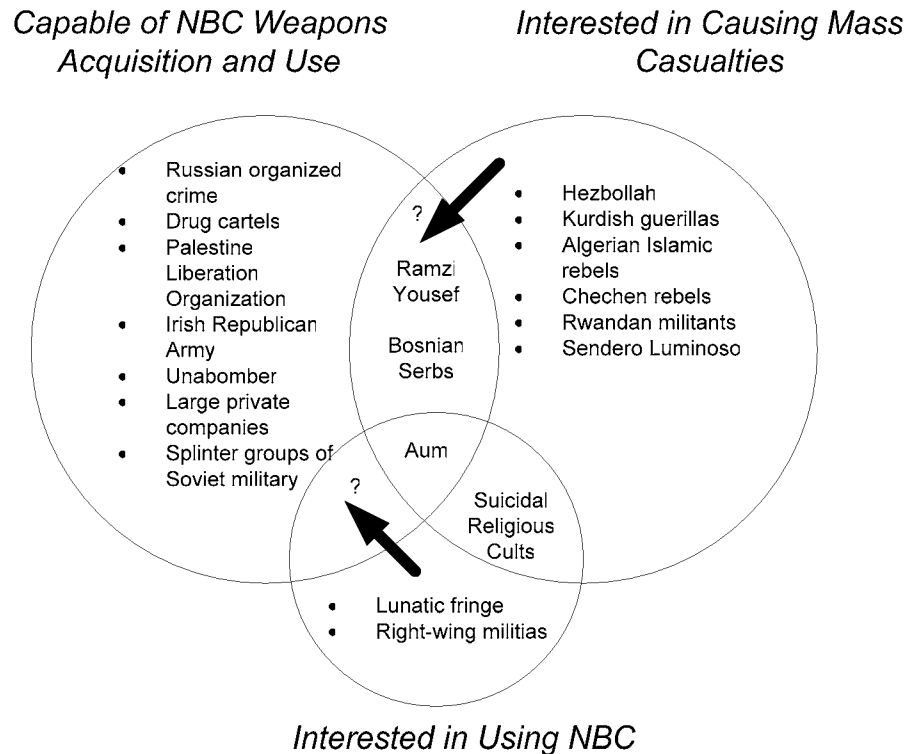 Capable of NBC Weapons
Acquisition and Use
Interested in Causing Mass
Casualties
• Russian organized
crime
• Drug cartels
• Palestine
Liberation
Organization
• Irish Republican
Army
• Unabomber
• Large private
companies
• Splinter groups of
Soviet military
?
Ramzi
Yousef
Bosnian
Serbs
• Hezbollah
• Kurdish guerillas
• Algerian Islamic
rebels
• Chechen rebels
• Rwandan militants
• Sendero Luminoso
Aum
?
Suicidal
Religious
Cults
• Lunatic fringe
• Right-wing militias
Interested in Using NBC